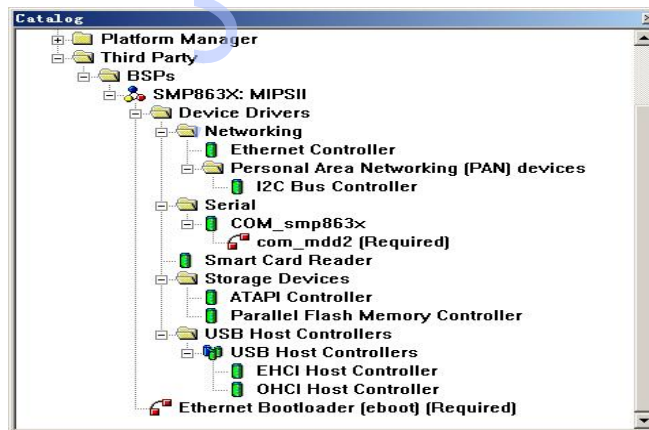 Catalog
Platform Manager
Third Party
BSPs
SMP863X: MIPSII
Device Drivers
Networking
Ethernet Controller
Personal Area Networking (PAN) devices
I2C Bus Controller
Serial
COM_smp863x
com_mdd2 (Required)
Smart Card Reader
Storage Devices
ATAPI Controller
Parallel Flash Memory Controller
USB Host Controllers
USB Host Controllers
EHCI Host Controller
OHCI Host Controller
Ethernet Bootloader (eboot) (Required)